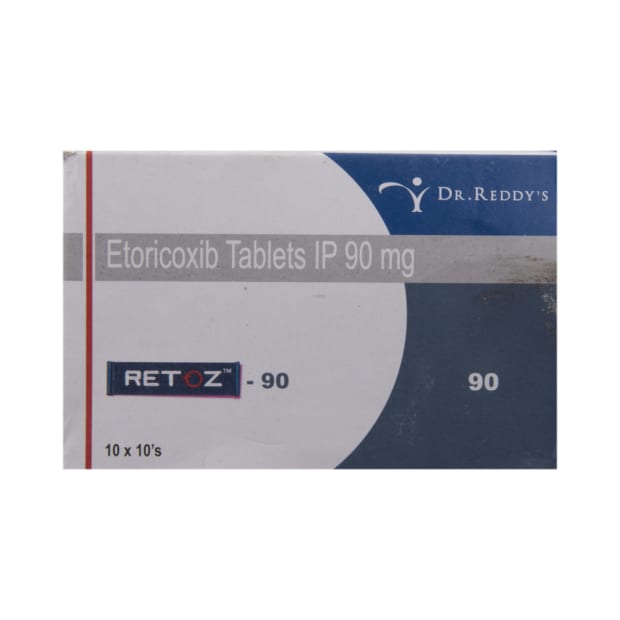 DR.REDDY'S
Etoricoxib Tablets IP 90 mg
RETOZ™ - 90
90
10 x 10's